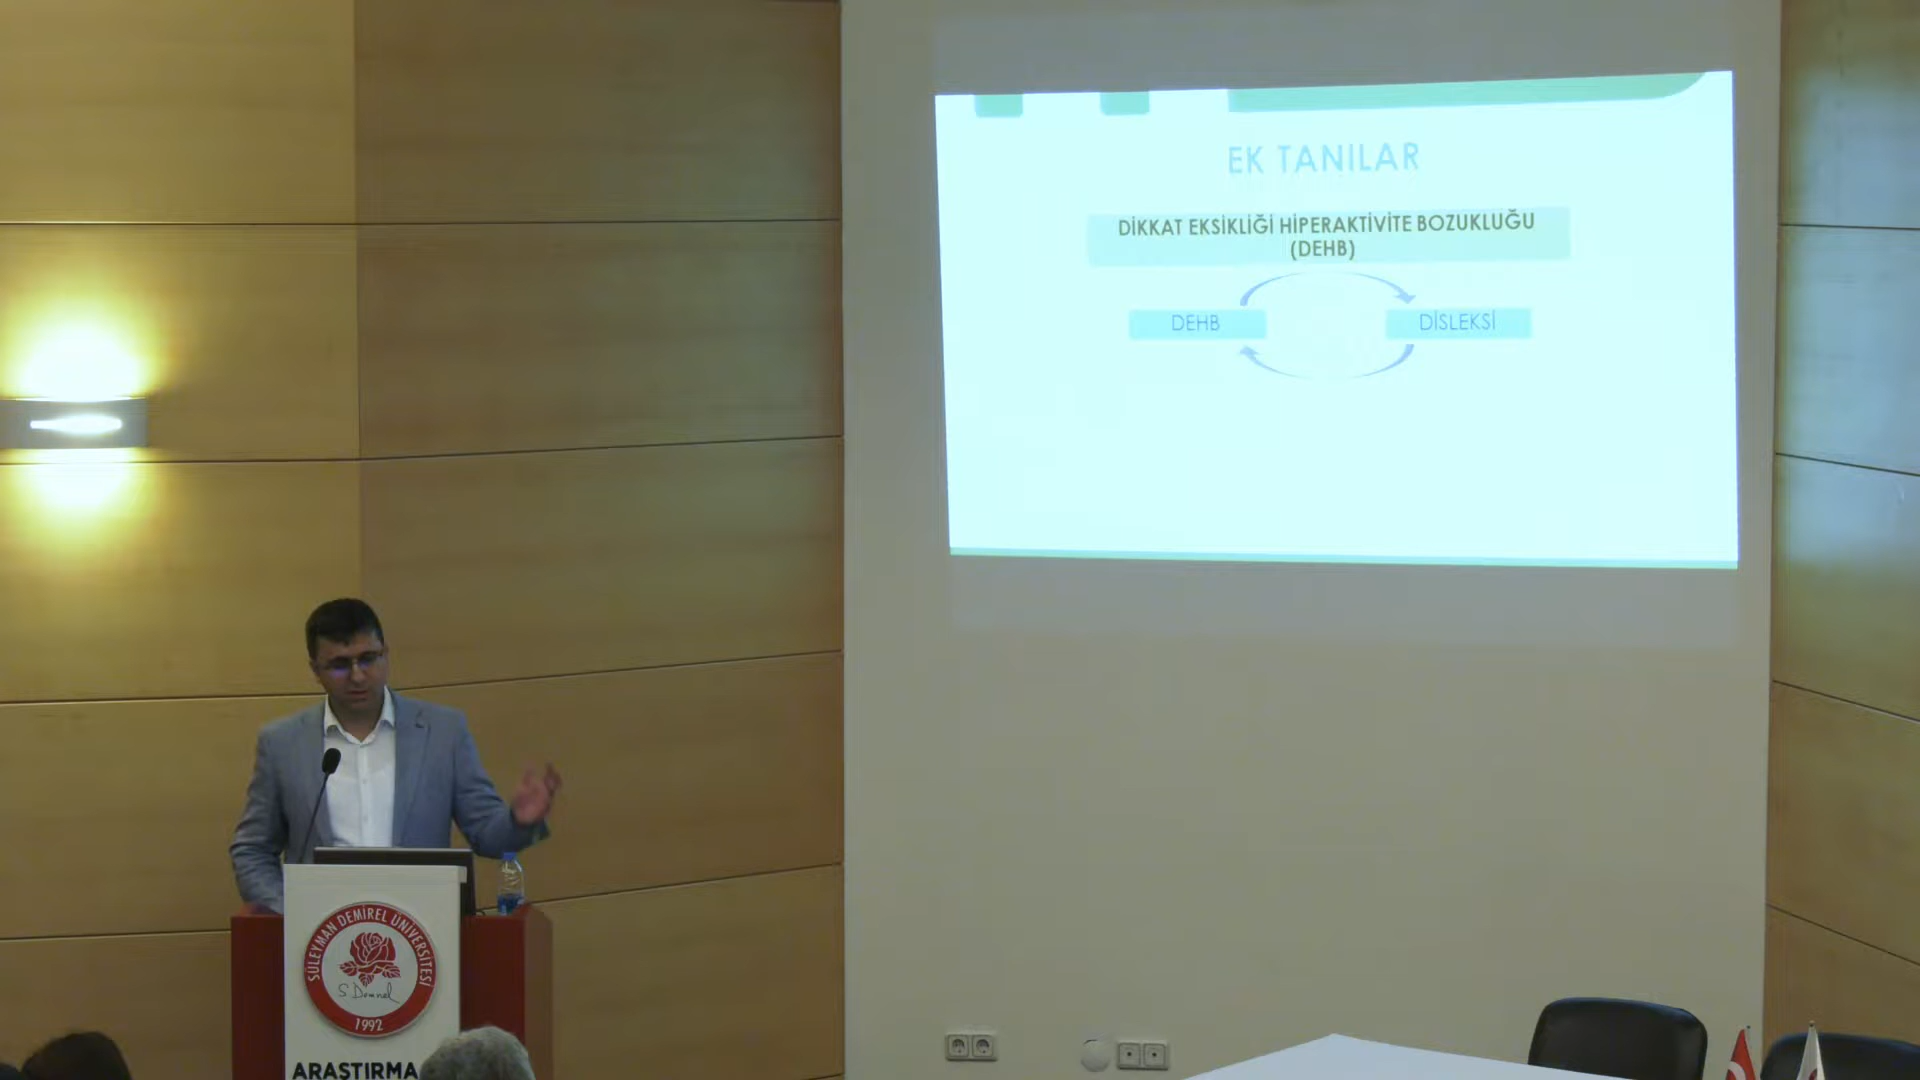 EK TANILAR
DİKKAT EKSİKLİĞİ HİPERAKTİVİTE BOZUKLUĞU
(DEHB)
DEHB
DİSLEKSİ
SÜLEYMAN DEMİREL ÜNİVERSİTESİ
S Demirel
1992
ARAŞTIRMA